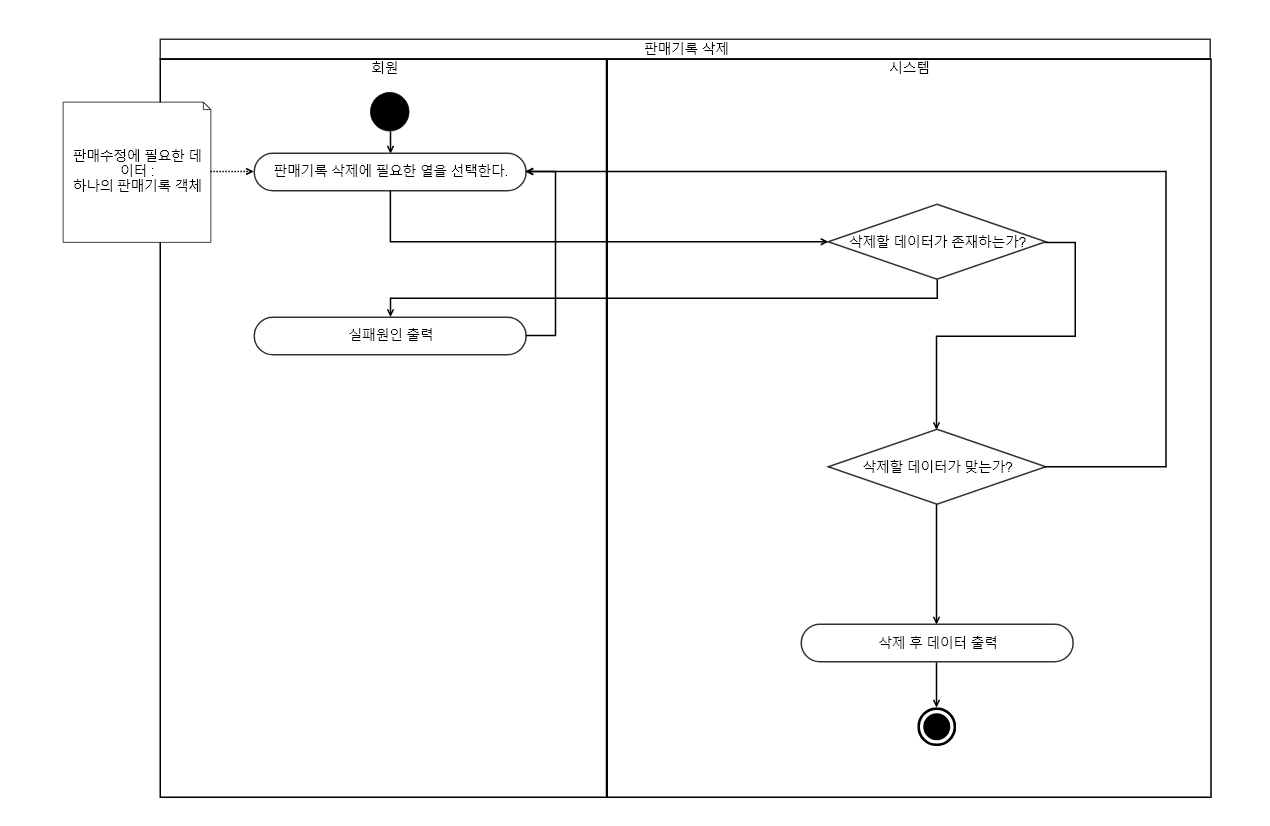 판매기록 삭제
회원
시스템
판매수정에 필요한 데
이터 :
하나의 판매기록 객체
판매기록 삭제에 필요한 열을 선택한다.
삭제할 데이터가 존재하는가?
실패원인 출력
삭제할 데이터가 맞는가?
삭제 후 데이터 출력